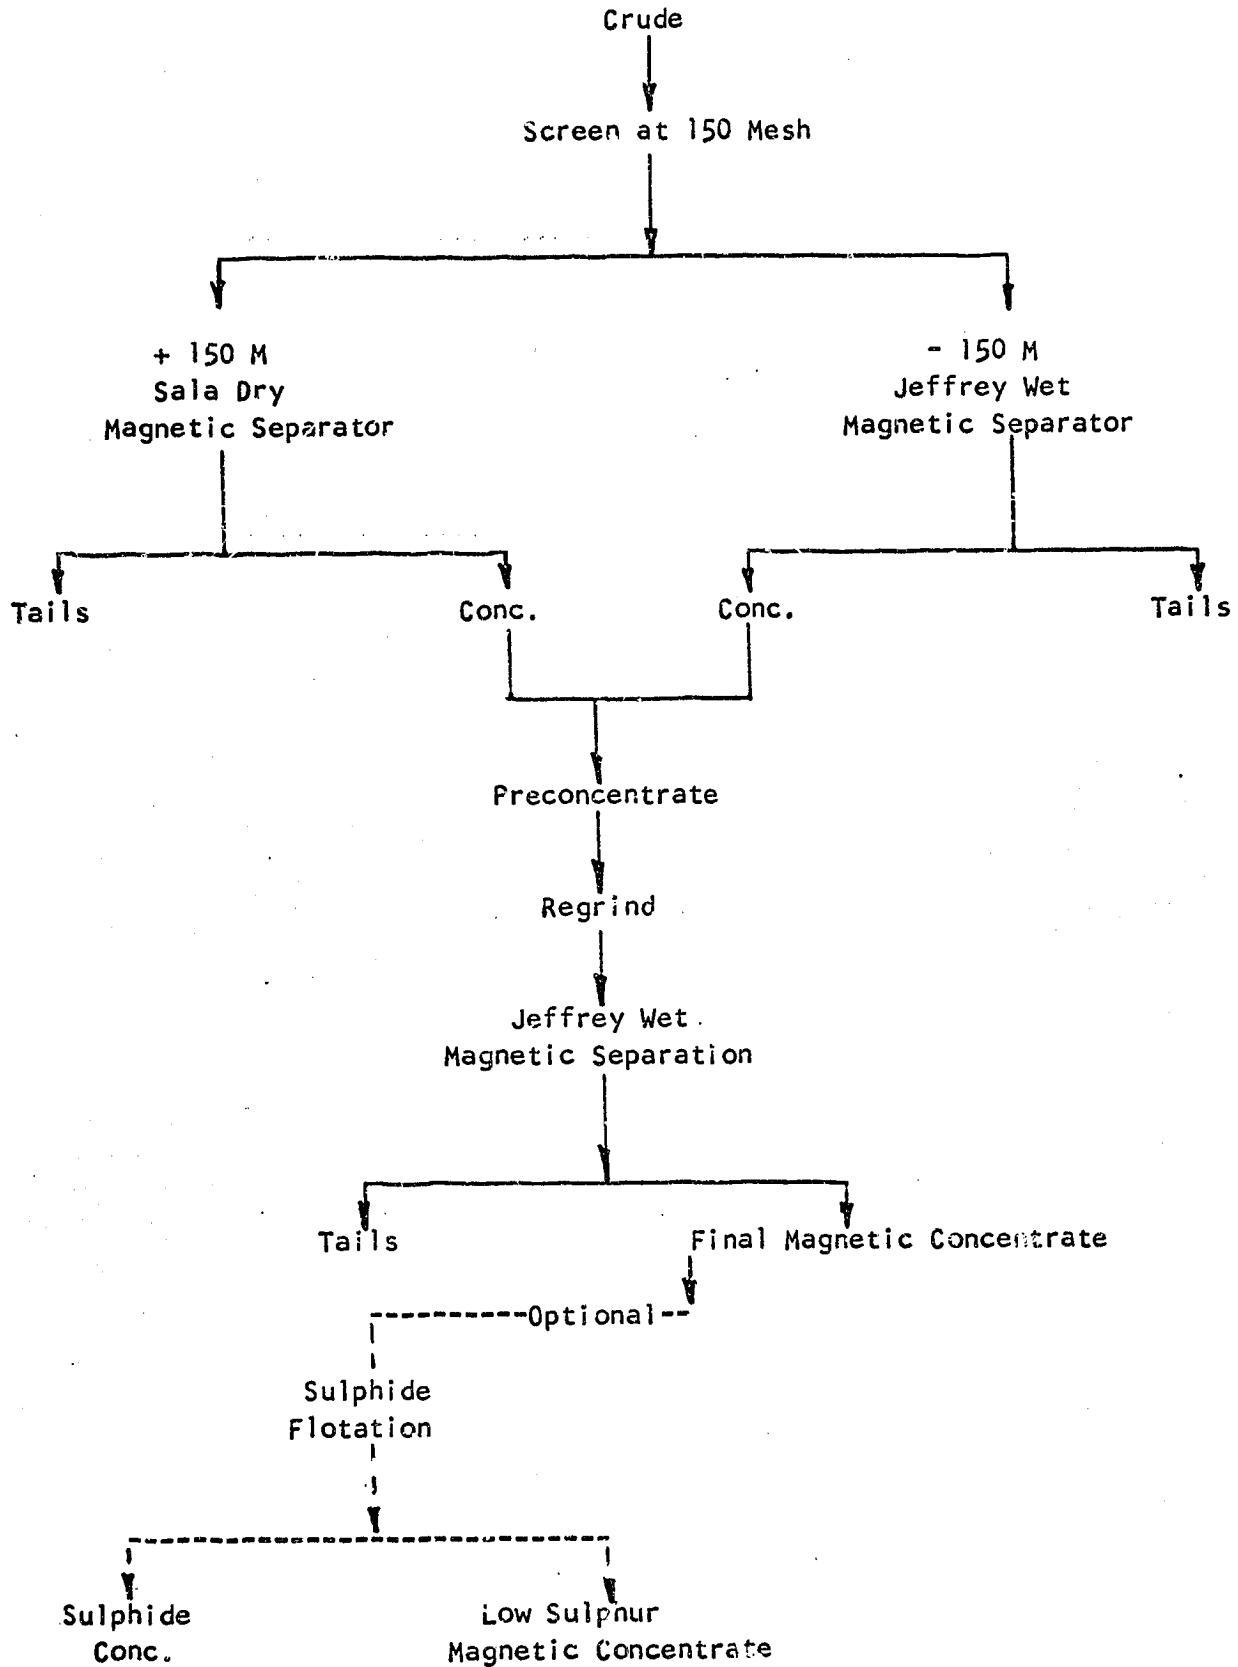 Crude
Screen at 150 Mesh
+ 150 M
Sala Dry
Magnetic Separator
- 150 M
Jeffrey Wet
Magnetic Separator
Tails
Conc.
Conc.
Tails
Preconcentrate
Regrind
Jeffrey Wet
Magnetic Separation
Tails
Final Magnetic Concentrate
Optional
Sulphide
Flotation
Sulphide
Conc.
Low Sulphur
Magnetic Concentrate